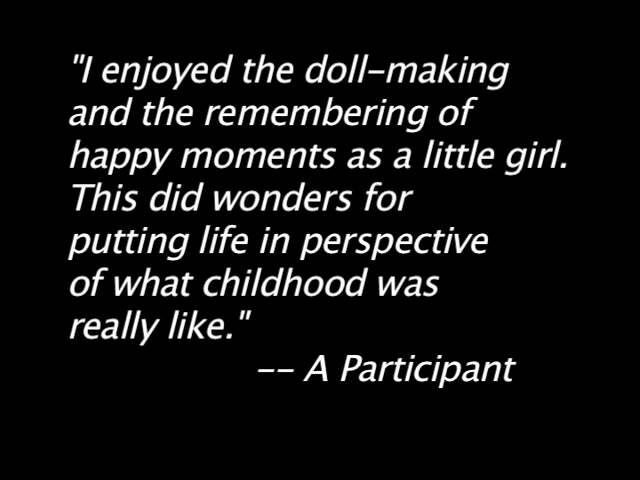 "I enjoyed the doll-making
and the remembering of
happy moments as a little girl.
This did wonders for
putting life in perspective
of what childhood was
really like."
-- A Participant